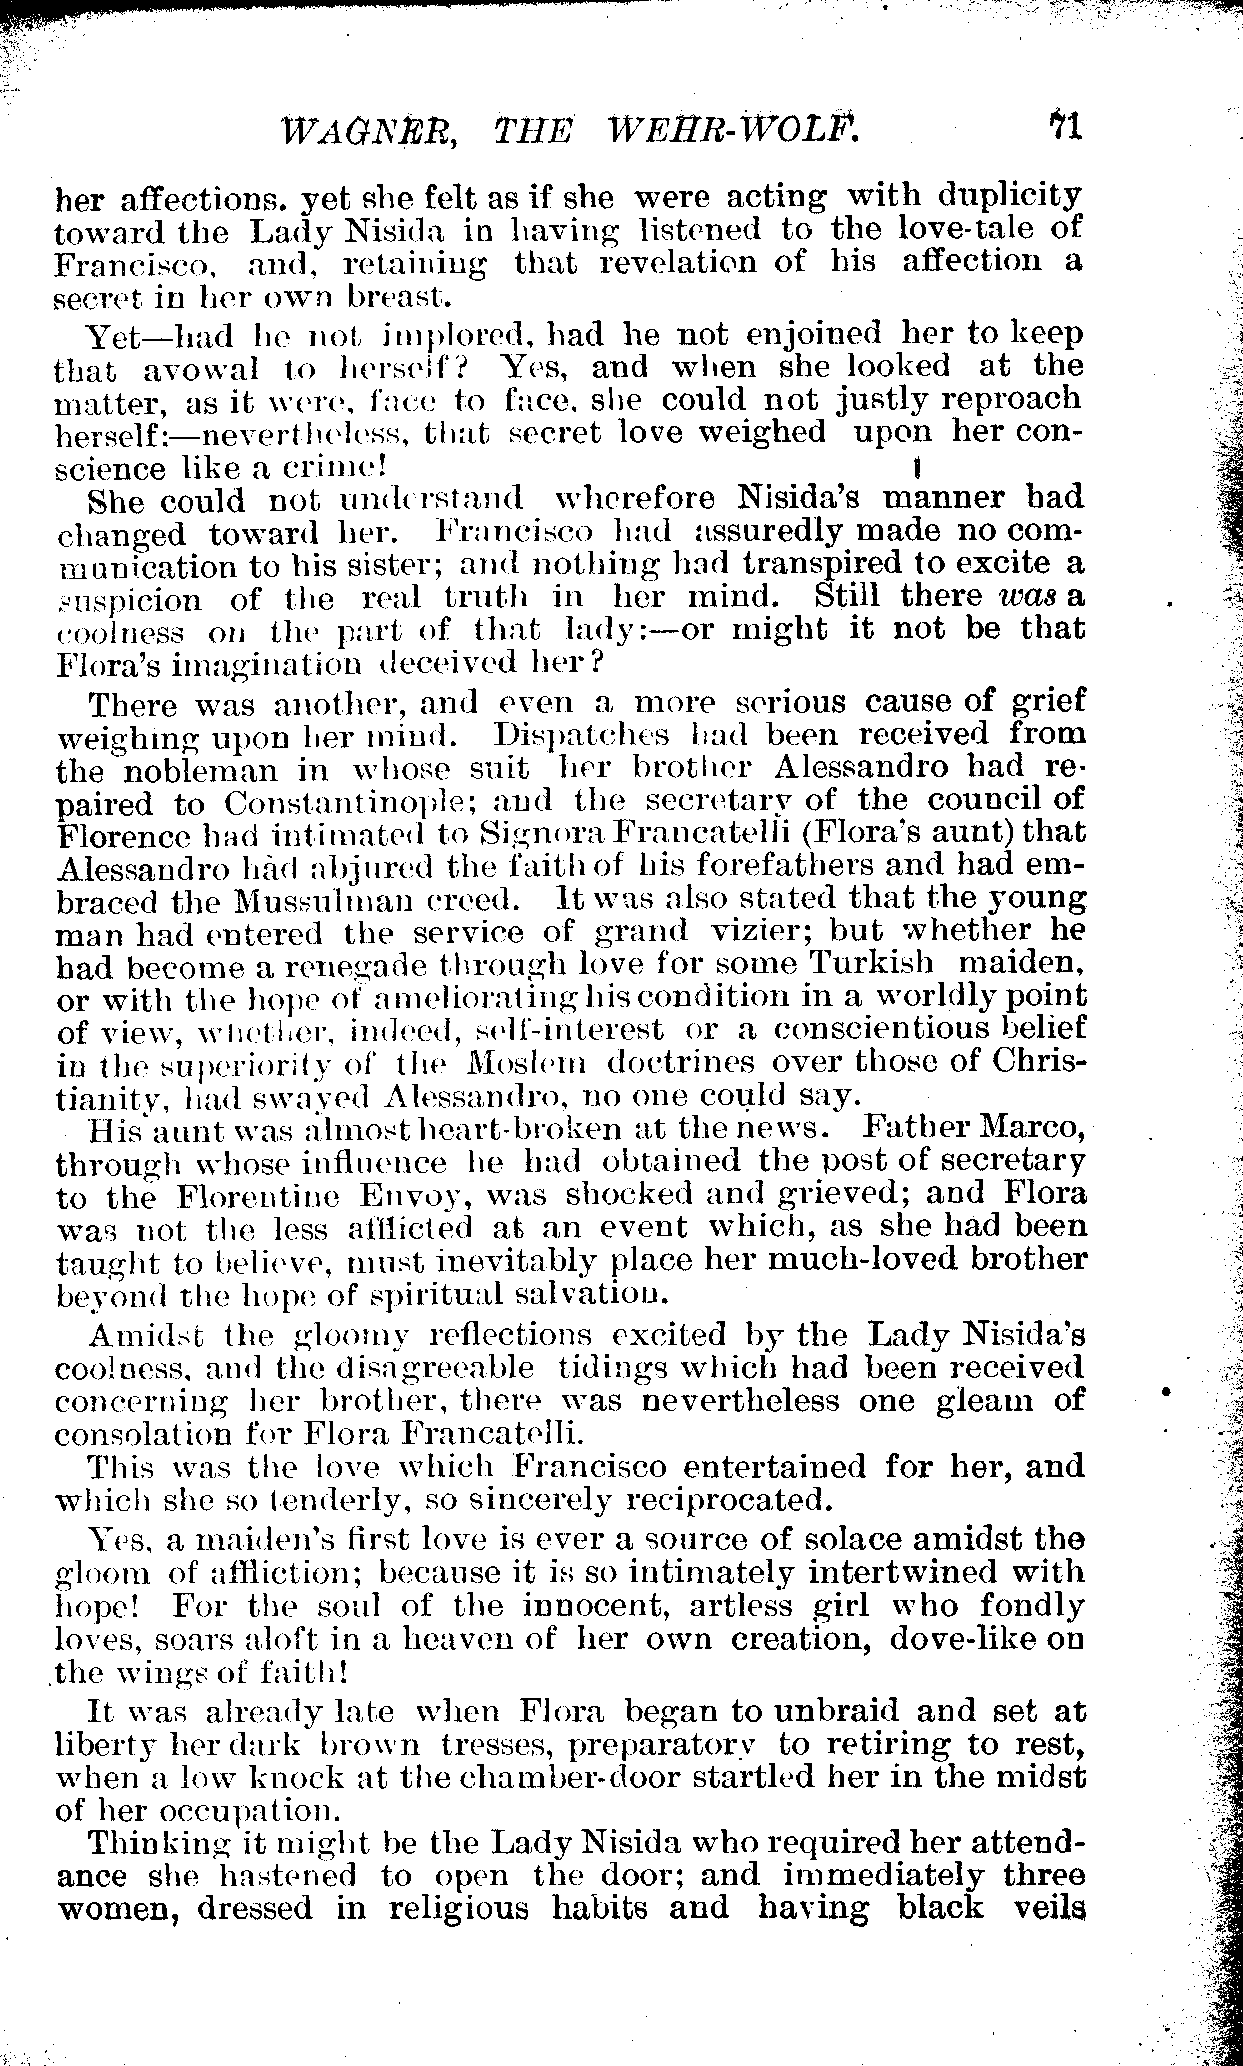 WAGNER, THE WEHR-WOLF. 71
her affections. yet she felt as if she were acting with duplicity
toward the Lady Nisida in having listened to the love-tale of
Francisco, and, retaining that revelation of his affection a
secret in her own breast.
Yet—had he not implored, had he not enjoined her to keep
that avowal to herself? Yes, and when she looked at the
matter, as it were, face to face, she could not justly reproach
herself:—nevertheless, that secret love weighed upon her con-
science like a crime!
She could not understand wherefore Nisida's manner had
changed toward her. Francisco had assuredly made no com-
munication to his sister; and nothing had transpired to excite a
suspicion of the real truth in her mind. Still there was a
coolness on the part of that lady:—or might it not be that
Flora's imagination deceived her?
There was another, and even a more serious cause of grief
weighing upon her mind. Dispatches had been received from
the nobleman in whose suit her brother Alessandro had re-
paired to Constantinople; and the secretary of the council of
Florence had intimated to Signora Francatelli (Flora's aunt) that
Alessandro had abjured the faith of his forefathers and had em-
braced the Mussulman creed. It was also stated that the young
man had entered the service of grand vizier; but whether he
had become a renegade through love for some Turkish maiden,
or with the hope of ameliorating his condition in a worldly point
of view, whether, indeed, self-interest or a conscientious belief
in the superiority of the Moslem doctrines over those of Chris-
tianity, had swayed Alessandro, no one could say.
His aunt was almost heart-broken at the news. Father Marco,
through whose influence he had obtained the post of secretary
to the Florentine Envoy, was shocked and grieved; and Flora
was not the less afflicted at an event which, as she had been
taught to believe, must inevitably place her much-loved brother
beyond the hope of spiritual salvation.
Amidst the gloomy reflections excited by the Lady Nisida's
coolness, and the disagreeable tidings which had been received
concerning her brother, there was nevertheless one gleam of
consolation for Flora Francatelli.
This was the love which Francisco entertained for her, and
which she so tenderly, so sincerely reciprocated.
Yes, a maiden's first love is ever a source of solace amidst the
gloom of affliction; because it is so intimately intertwined with
hope! For the soul of the innocent, artless girl who fondly
loves, soars aloft in a heaven of her own creation, dove-like on
the wings of faith!
It was already late when Flora began to unbraid and set at
liberty her dark brown tresses, preparatory to retiring to rest,
when a low knock at the chamber-door startled her in the midst
of her occupation.
Thinking it might be the Lady Nisida who required her attend-
ance she hastened to open the door; and immediately three
women, dressed in religious habits and having black veils